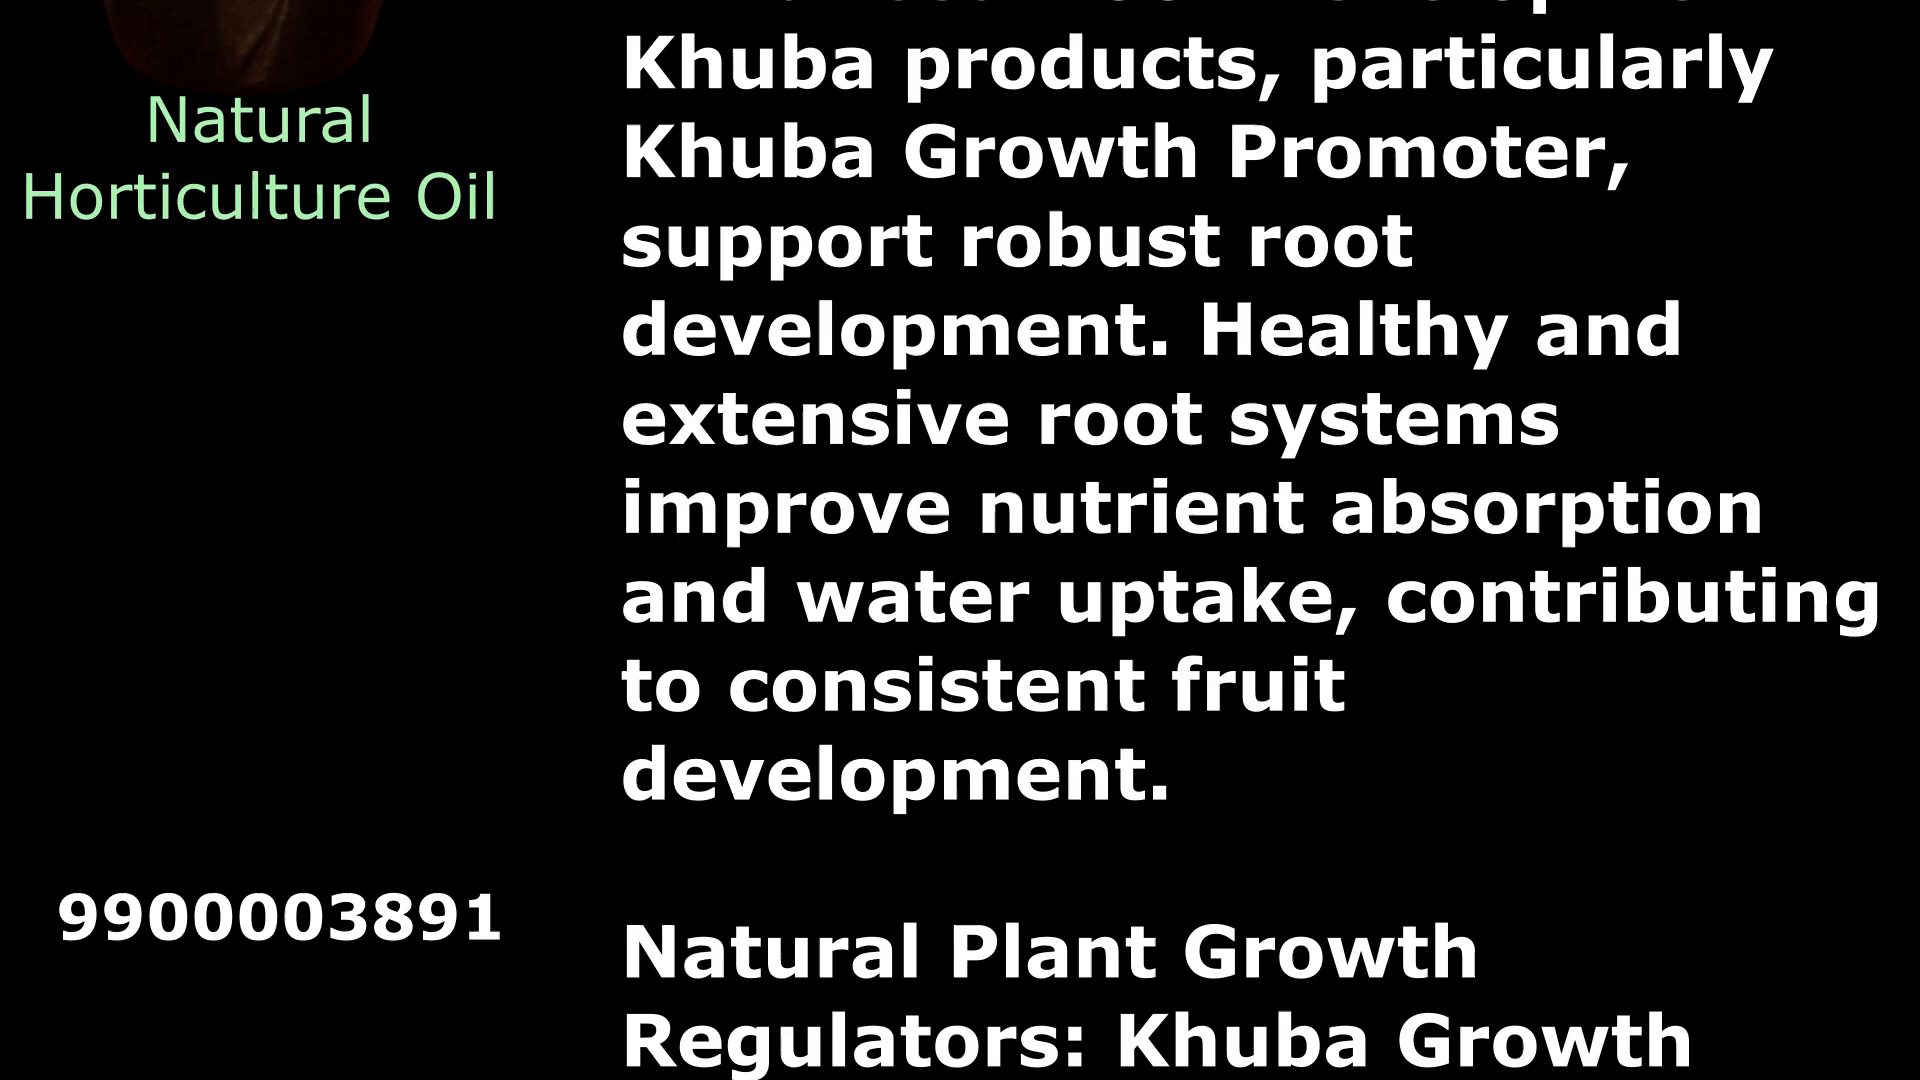 Natural
Horticulture Oil
9900003891
Khuba products, particularly
Khuba Growth Promoter,
support robust root
development. Healthy and
extensive root systems
improve nutrient absorption
and water uptake, contributing
to consistent fruit
development.
Natural Plant Growth
Regulators: Khuba Growth